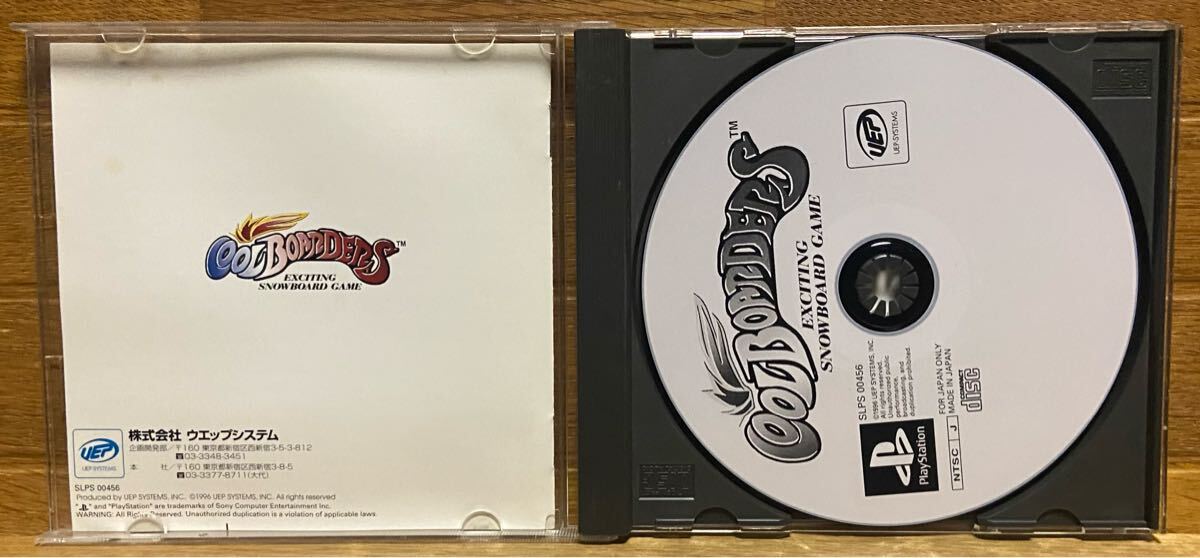 COOLBOARDERS™
EXCITING
SNOWBOARD GAME
UEP
UEP-SYSTEMS
株式会社 ウエップシステム
企画開発部/〒160 東京都新宿区西新宿3-5-3-812
☎03-3348-3451
本 社/〒160 東京都新宿区西新宿3-8-5
☎03-3377-8711(大代)
SLPS 00456
Produced by UEP SYSTEMS, INC. ©1996 UEP SYSTEMS, INC. All rights reserved
" " and "PlayStation" are trademarks of Sony Computer Entertainment Inc.
WARNING: All Rights Reserved. Unauthorized duplication is a violation of applicable laws.
UEP
UEP-SYSTEMS
COOLBOARDERS™
EXCITING
SNOWBOARD GAME
SLPS 00456
©1996 UEP SYSTEMS, INC.
All rights reserved.
Unauthorized public
performance,
broadcasting, and
duplication prohibited.
FOR JAPAN ONLY
MADE IN JAPAN
COMPACT
disc
PlayStation
NTSC J